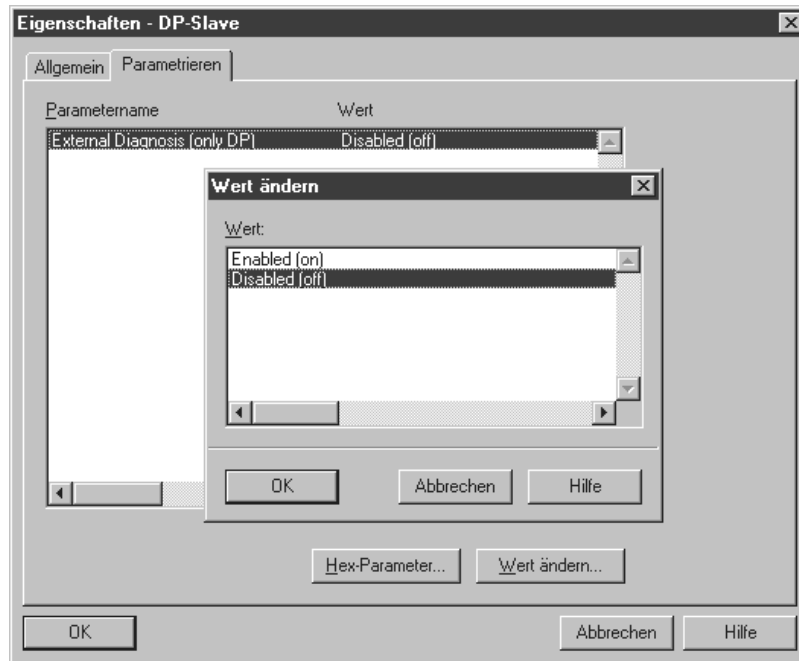 Eigenschaften - DP-Slave
Allgemein Parametrieren
Parametername Wert
External Diagnosis (only DP) Disabled (off)
Wert ändern
Wert:
Enabled (on)
Disabled (off)
OK Abbrechen Hilfe
Hex-Parameter... Wert ändern...
OK Abbrechen Hilfe